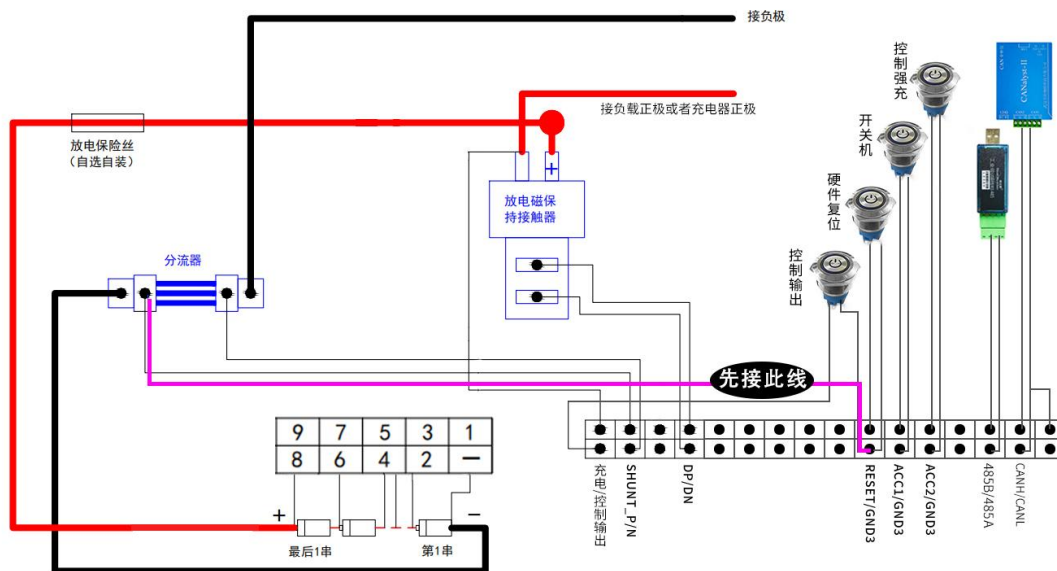 接负极
接负载正极或者充电器正极
放电保险丝
(自选自装)
+
放电磁保
持接触器
分流器
控制强充
开关机
硬件复位
控制输出
CANalyst-II
先接此线
9 7 5 3 1
8 6 4 2 —
+
—
最后1串
第1串
充电/控制输出
SHUNT_P/N
DP/DN
RESET/GND3
ACC1/GND3
ACC2/GND3
485B/485A
CANH/CANL